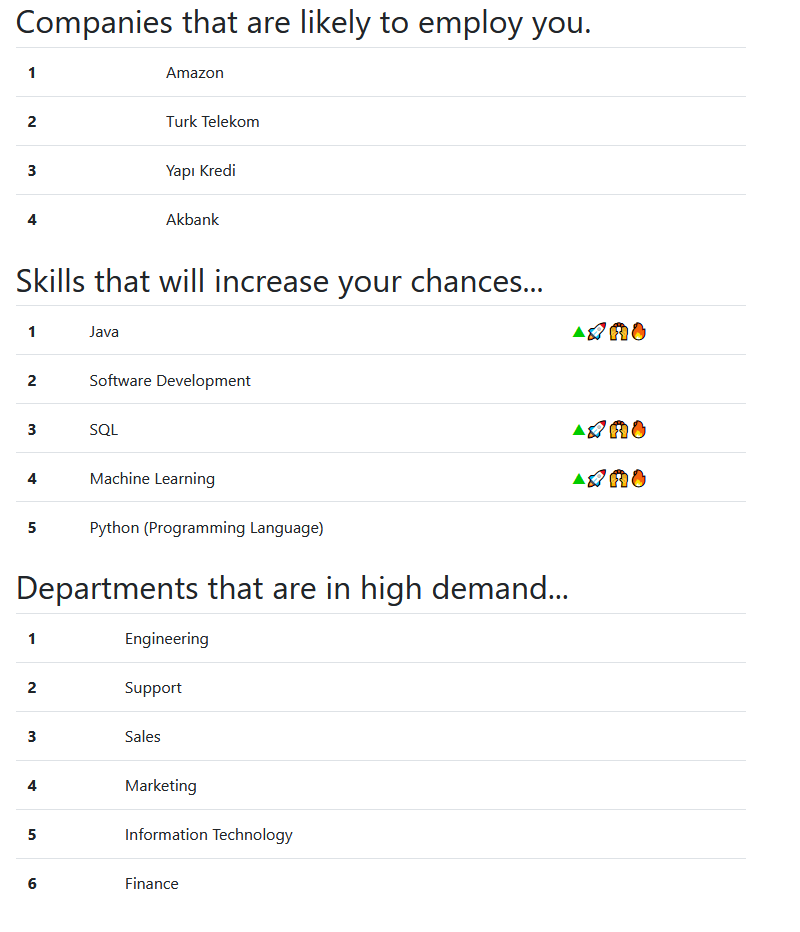 Companies that are likely to employ you.
1 Amazon
2 Turk Telekom
3 Yapı Kredi
4 Akbank
Skills that will increase your chances...
1 Java
2 Software Development
3 SQL
4 Machine Learning
5 Python (Programming Language)
Departments that are in high demand...
1 Engineering
2 Support
3 Sales
4 Marketing
5 Information Technology
6 Finance